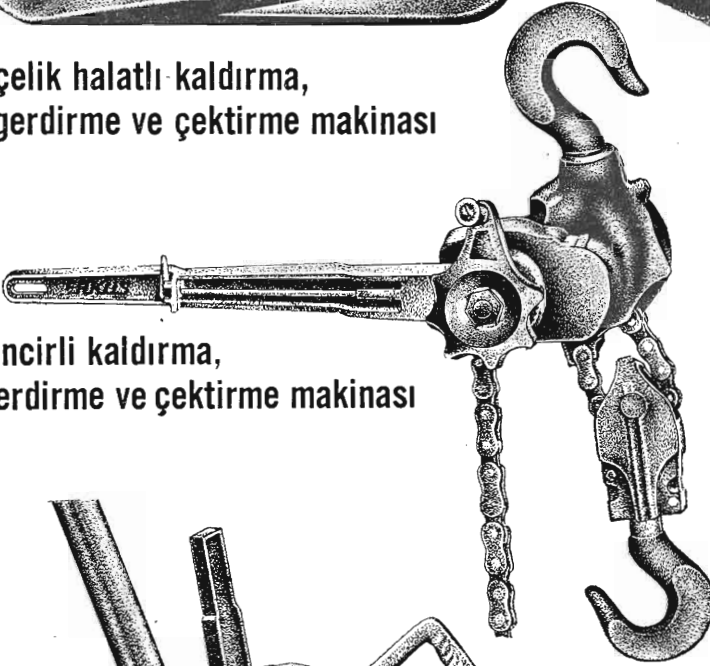 çelik halatlı kaldırma,
gerdirme ve çektirme makinası
ncirli kaldırma,
erdirme ve çektirme makinası